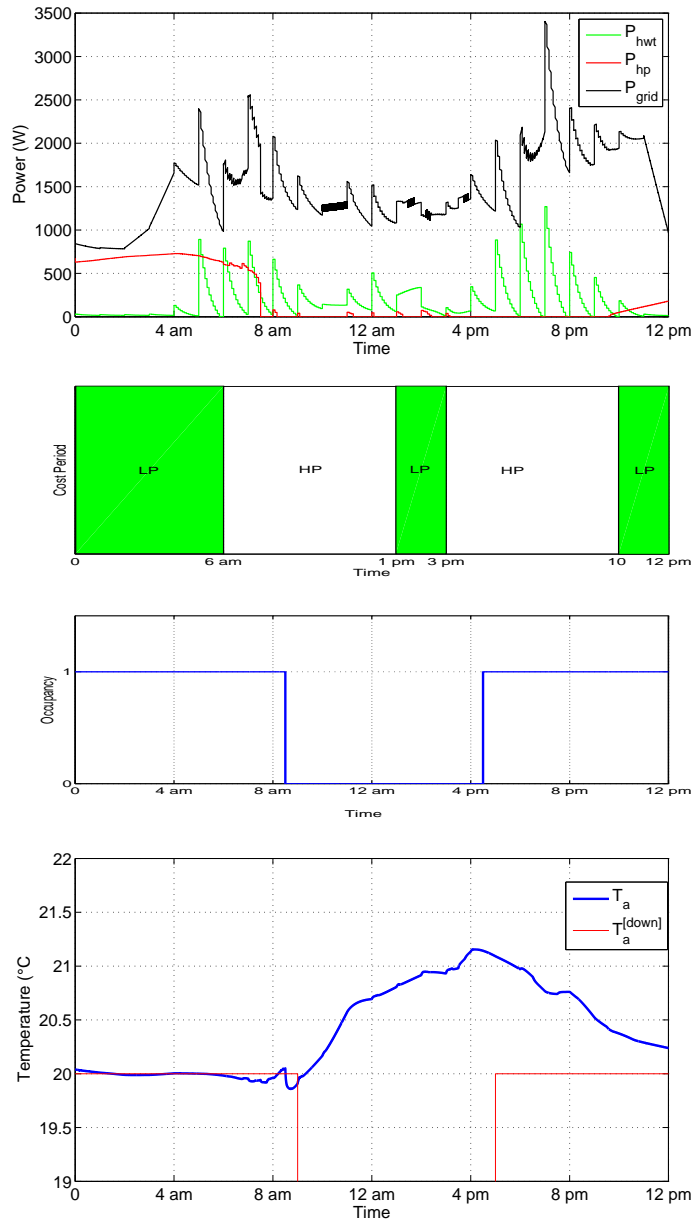 3500
3000
2500
2000
1500
1000
500
0
Power (W)
P_hwt
P_hp
P_grid
4 am 8 am 12 am 4 pm 8 pm 12 pm
Time
Cost Period
LP HP LP HP LP
0 6 am 1 pm 3 pm 10 12 pm
Time
Occupancy
1
0
0 4 am 8 am 12 am 4 pm 8 pm 12 pm
Time
22
21.5
21
20.5
20
19.5
19
Temperature (°C
T_a
T_a^[down]
0 4 am 8 am 12 am 4 pm 8 pm 12 pm
Time